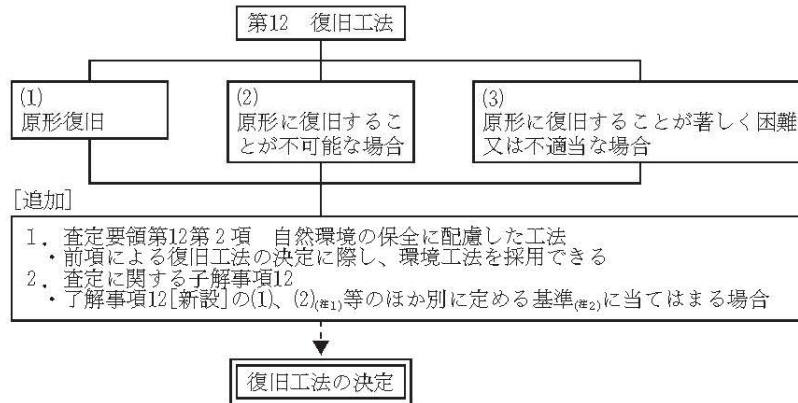 第12　復旧工法
(1)
原形復旧
(2)
原形に復旧するこ
とが不可能な場合
(3)
原形に復旧することが著しく困難
又は不適当な場合
[追加]
1．査定要領第12第2項　自然環境の保全に配慮した工法
・前項による復旧工法の決定に際し、環境工法を採用できる
2．査定に関する子解事項12
・了解事項12[新設]の(1)、(2)(注1)等のほか別に定める基準(注2)に当てはまる場合
復旧工法の決定